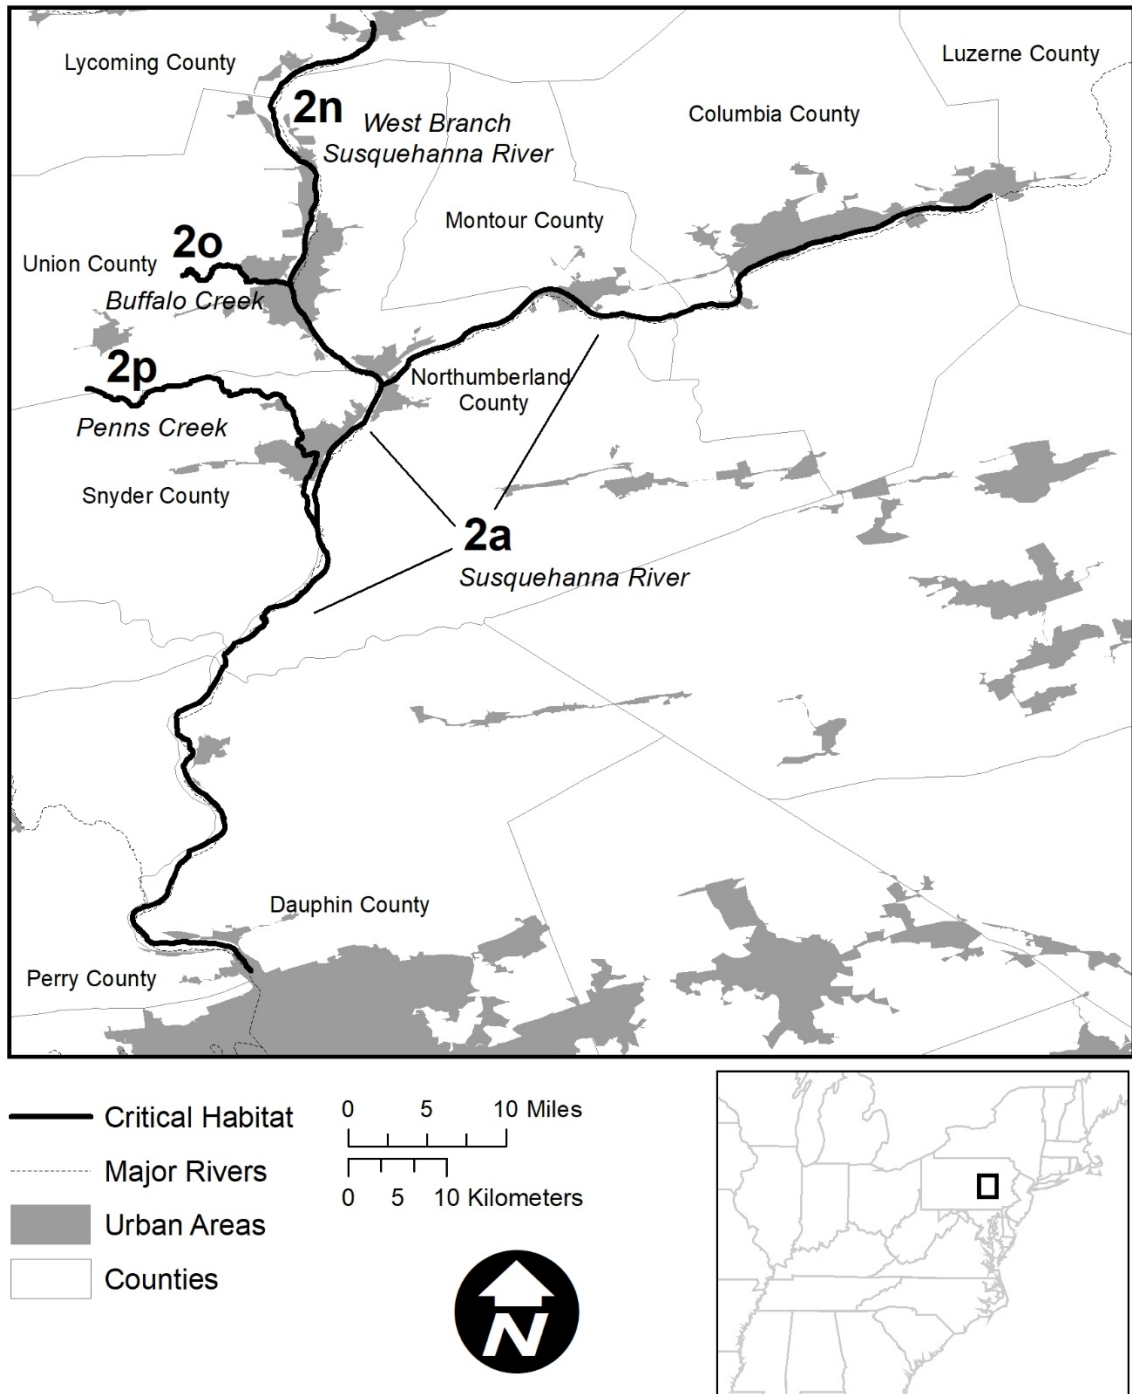 Lycoming County
Luzerne County
2n
West Branch
Susquehanna River
Columbia County
Montour County
2o
Union County
Buffalo Creek
2p
Northumberland
County
Penns Creek
Snyder County
2a
Susquehanna River
Dauphin County
Perry County
Critical Habitat
Major Rivers
Urban Areas
Counties
0 5 10 Miles
0 5 10 Kilometers
N